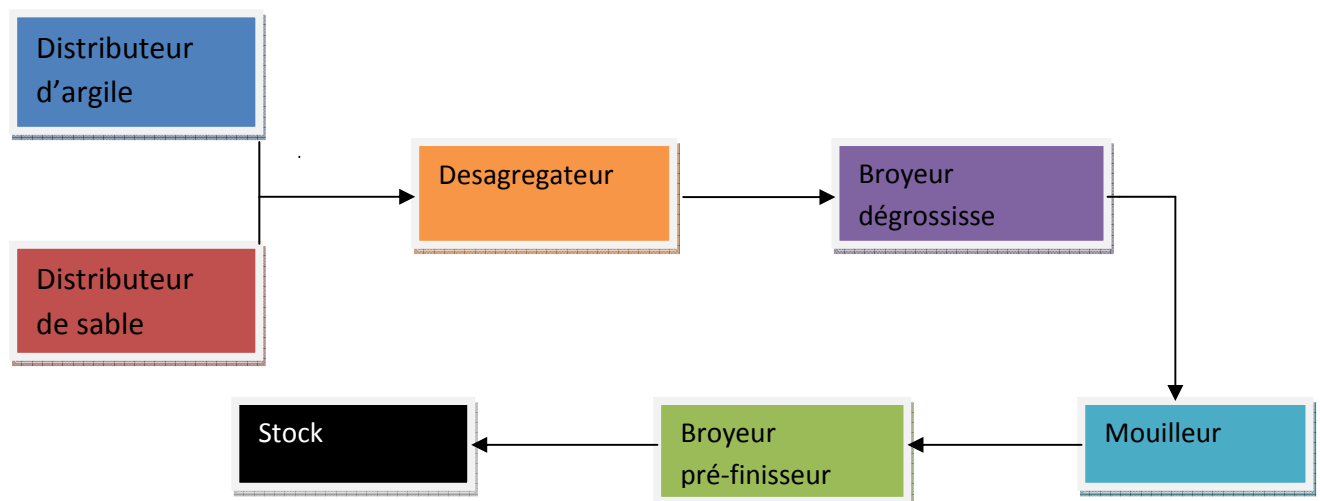 Distributeur
d’argile
Desagregateur
Broyeur
dégrossisse
Distributeur
de sable
Stock
Broyeur
pré-finisseur
Mouilleur